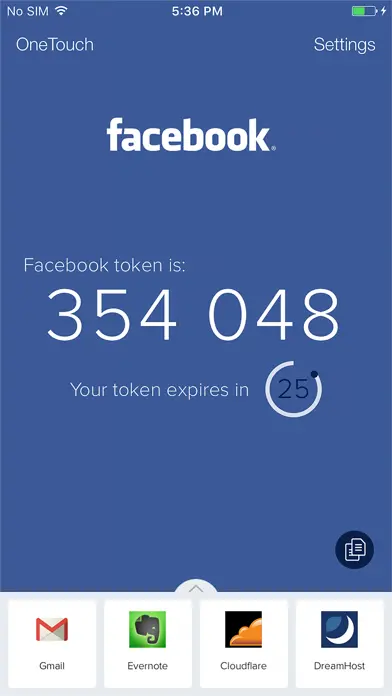 No SIM 5:36 PM
OneTouch Settings
facebook®
Facebook token is:
354 048
Your token expires in 25
Gmail Evernote Cloudflare DreamHost